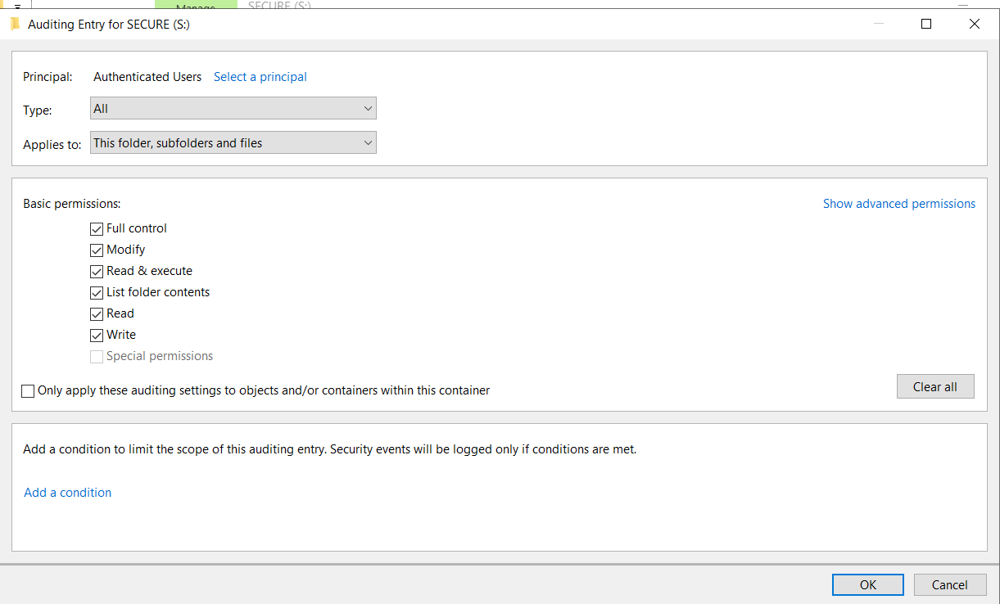 Manage SECURE (S:)
Auditing Entry for SECURE (S:)
Principal: Authenticated Users Select a principal
Type: All
Applies to: This folder, subfolders and files
Basic permissions: Show advanced permissions
Full control
Modify
Read & execute
List folder contents
Read
Write
Special permissions
Only apply these auditing settings to objects and/or containers within this container
Clear all
Add a condition to limit the scope of this auditing entry. Security events will be logged only if conditions are met.
Add a condition
OK Cancel